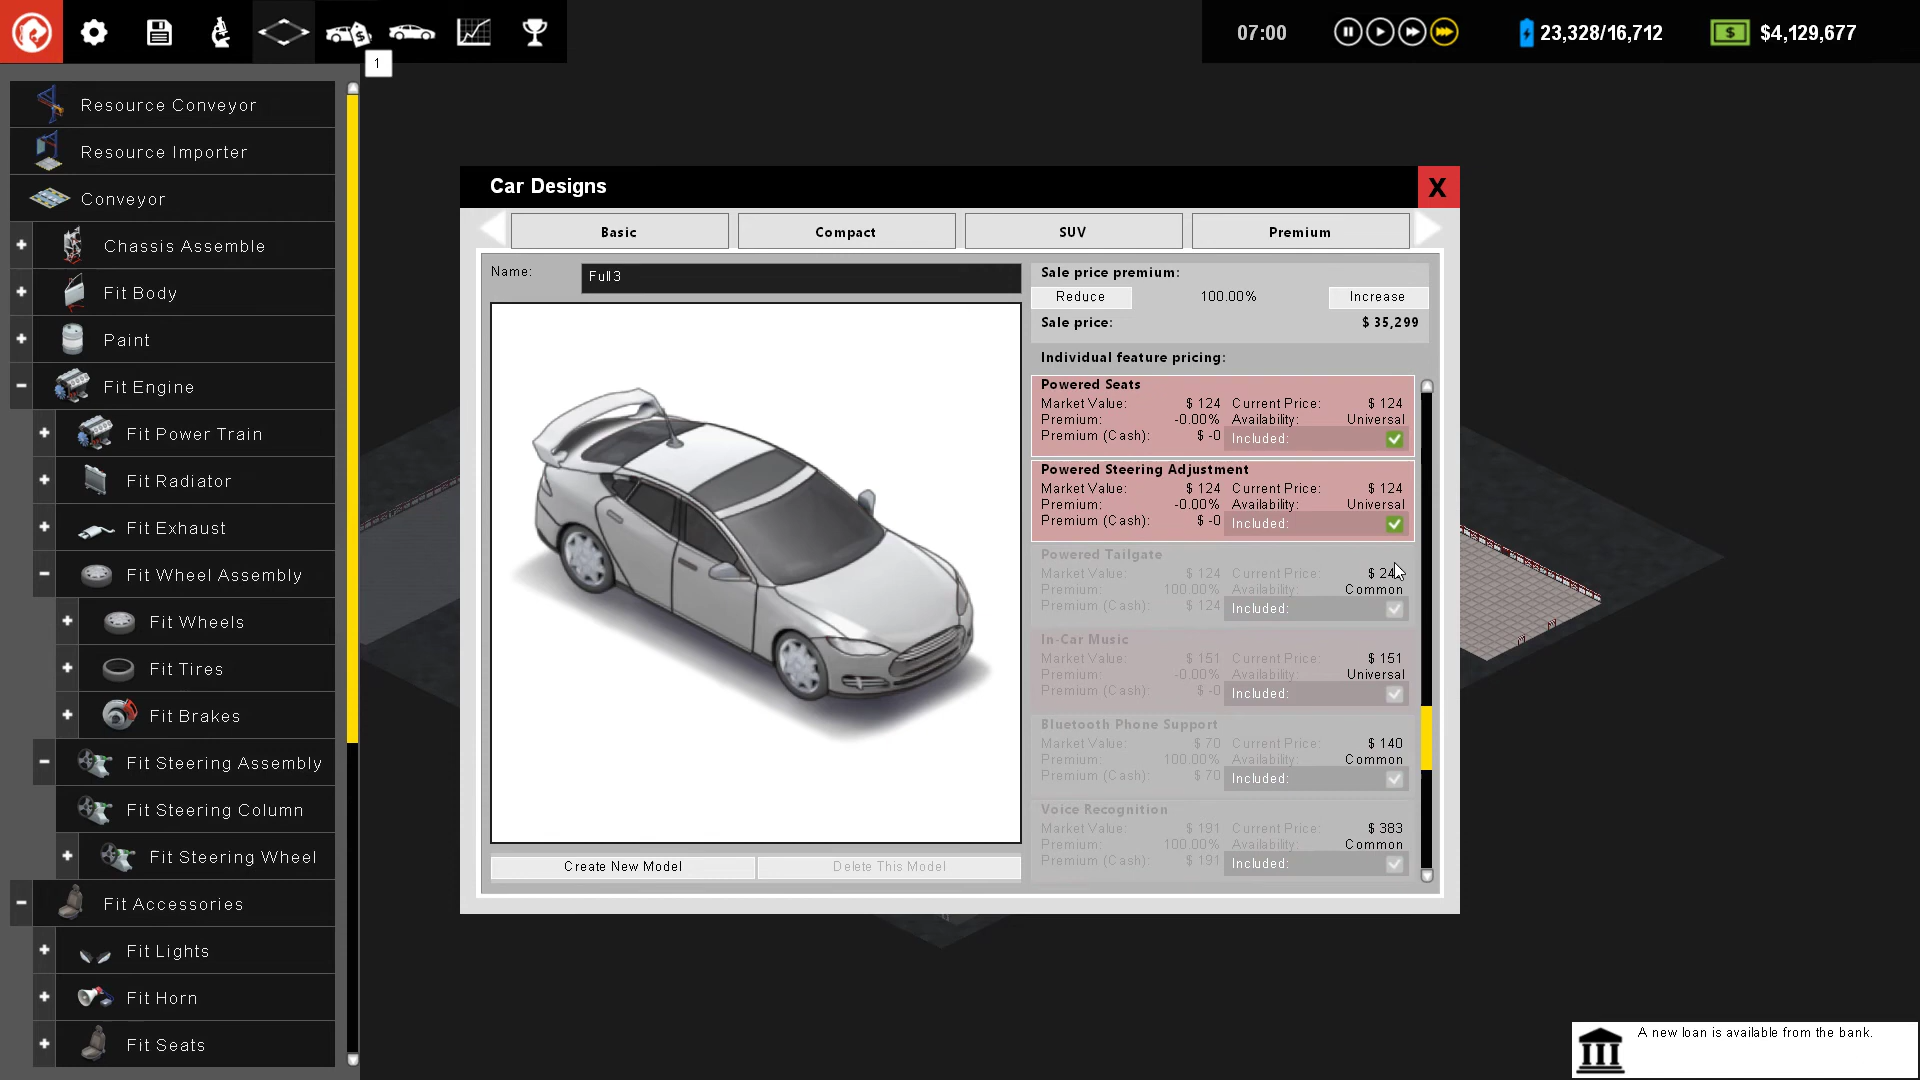 07:00
23,328/16,712
$4,129,677
1
Resource Conveyor
Resource Importer
Conveyor
Chassis Assemble
Fit Body
Paint
Fit Engine
Fit Power Train
Fit Radiator
Fit Exhaust
Fit Wheel Assembly
Fit Wheels
Fit Tires
Fit Brakes
Fit Steering Assembly
Fit Steering Column
Fit Steering Wheel
Fit Accessories
Fit Lights
Fit Horn
Fit Seats
Car Designs
X
Basic
Compact
SUV
Premium
Name:
Full3
Create New Model
Delete This Model
Sale price premium:
Reduce
100.00%
Increase
Sale price:
$ 35,299
Individual feature pricing:
Powered Seats
Market Value: $ 124 Current Price: $ 124
Premium: -0.00% Availability: Universal
Premium (Cash): $ -0 Included:
Powered Steering Adjustment
Market Value: $ 124 Current Price: $ 124
Premium: -0.00% Availability: Universal
Premium (Cash): $ -0 Included:
Powered Tailgate
Market Value: $ 124 Current Price:
Premium: 100.00% Availability: Common
Premium (Cash): $ 124 Included:
In-Car Music
Market Value: $ 151 Current Price: $ 151
Premium: -0.00% Availability: Universal
Premium (Cash): $ -0 Included:
Bluetooth Phone Support
Market Value: $ 70 Current Price: $ 140
Premium: 100.00% Availability: Common
Premium (Cash): $ 70 Included:
Voice Recognition
Market Value: $ 191 Current Price: $ 383
Premium: 100.00% Availability: Common
Premium (Cash): $ 191 Included:
A new loan is available from the bank.